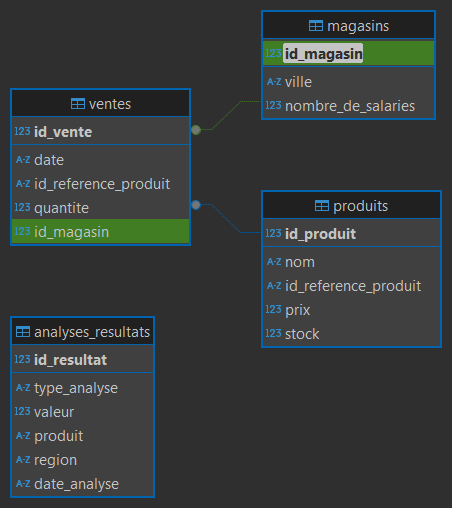 magasins
123 id_magasin
A-Z ville
123 nombre_de_salaries
ventes
123 id_vente
A-Z date
A-Z id_reference_produit
123 quantite
123 id_magasin
produits
123 id_produit
A-Z nom
A-Z id_reference_produit
123 prix
123 stock
analyses_resultats
123 id_resultat
A-Z type_analyse
123 valeur
A-Z produit
A-Z region
A-Z date_analyse